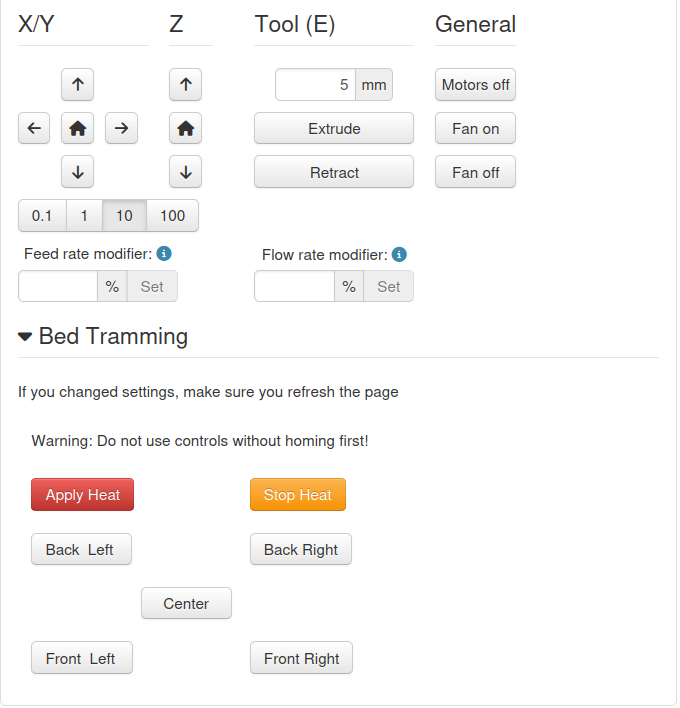 X/Y
Z
Tool (E)
General
5 mm
Motors off
Extrude
Fan on
Retract
Fan off
0.1 1 10 100
Feed rate modifier:
Flow rate modifier:
% Set
% Set
Bed Tramming
If you changed settings, make sure you refresh the page
Warning: Do not use controls without homing first!
Apply Heat
Stop Heat
Back Left
Back Right
Center
Front Left
Front Right